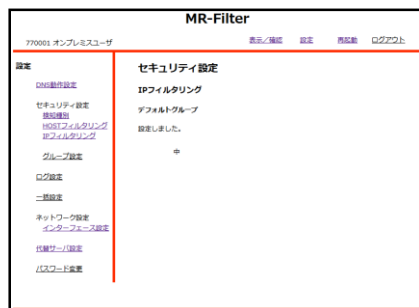 MR-Filter
770001 オンプレミスユーザ
表示/確認 設定 再起動 ログアウト
設定
DNS動作設定
セキュリティ設定
検知種別
HOSTフィルタリング
IPフィルタリング
グループ設定
ログ設定
一括設定
ネットワーク設定
インターフェース設定
代替サーバ設定
パスワード変更
セキュリティ設定
IPフィルタリング
デフォルトグループ
設定しました。
中